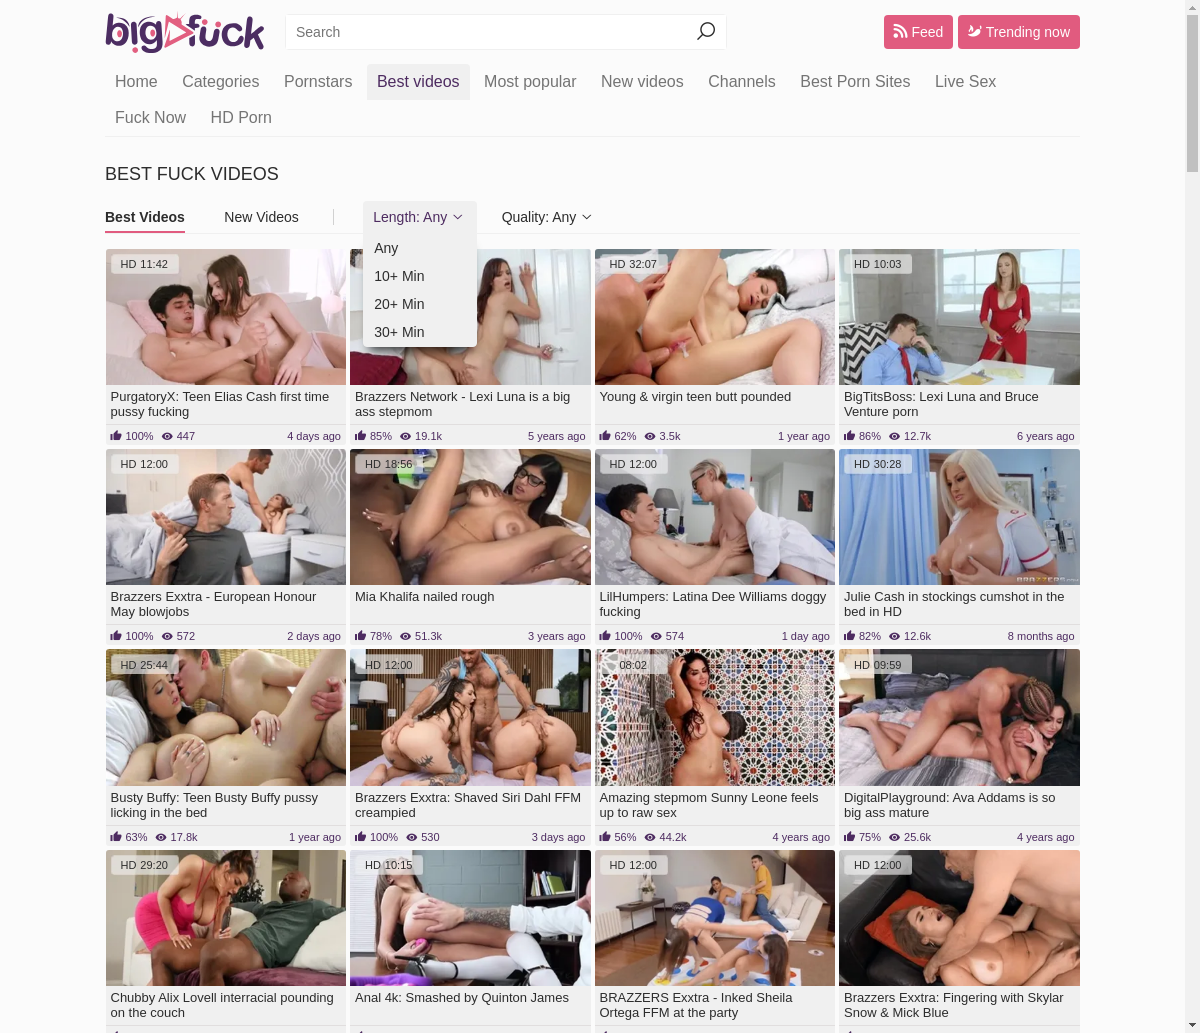 bigfuck
Search
Feed
Trending now
Home
Categories
Pornstars
Best videos
Most popular
New videos
Channels
Best Porn Sites
Live Sex
Fuck Now
HD Porn
BEST FUCK VIDEOS
Best Videos
New Videos
Length: Any
Quality: Any
Any
10+ Min
20+ Min
30+ Min
HD 11:42
HD 32:07
HD 10:03
PurgatoryX: Teen Elias Cash first time
pussy fucking
100% 447 4 days ago
Brazzers Network - Lexi Luna is a big
ass stepmom
85% 19.1k 5 years ago
Young & virgin teen butt pounded
62% 3.5k 1 year ago
BigTitsBoss: Lexi Luna and Bruce
Venture porn
86% 12.7k 6 years ago
HD 12:00
HD 18:56
HD 12:00
HD 30:28
BRAZZERS
Brazzers Exxtra - European Honour
May blowjobs
100% 572 2 days ago
Mia Khalifa nailed rough
78% 51.3k 3 years ago
LilHumpers: Latina Dee Williams doggy
fucking
100% 574 1 day ago
Julie Cash in stockings cumshot in the
bed in HD
82% 12.6k 8 months ago
HD 25:44
HD 12:00
08:02
HD 09:59
Busty Buffy: Teen Busty Buffy pussy
licking in the bed
63% 17.8k 1 year ago
Brazzers Exxtra: Shaved Siri Dahl FFM
creampied
100% 530 3 days ago
Amazing stepmom Sunny Leone feels
up to raw sex
56% 44.2k 4 years ago
DigitalPlayground: Ava Addams is so
big ass mature
75% 25.6k 4 years ago
HD 29:20
HD 10:15
HD 12:00
HD 12:00
Chubby Alix Lovell interracial pounding
on the couch
Anal 4k: Smashed by Quinton James
BRAZZERS Exxtra - Inked Sheila
Ortega FFM at the party
Brazzers Exxtra: Fingering with Skylar
Snow & Mick Blue